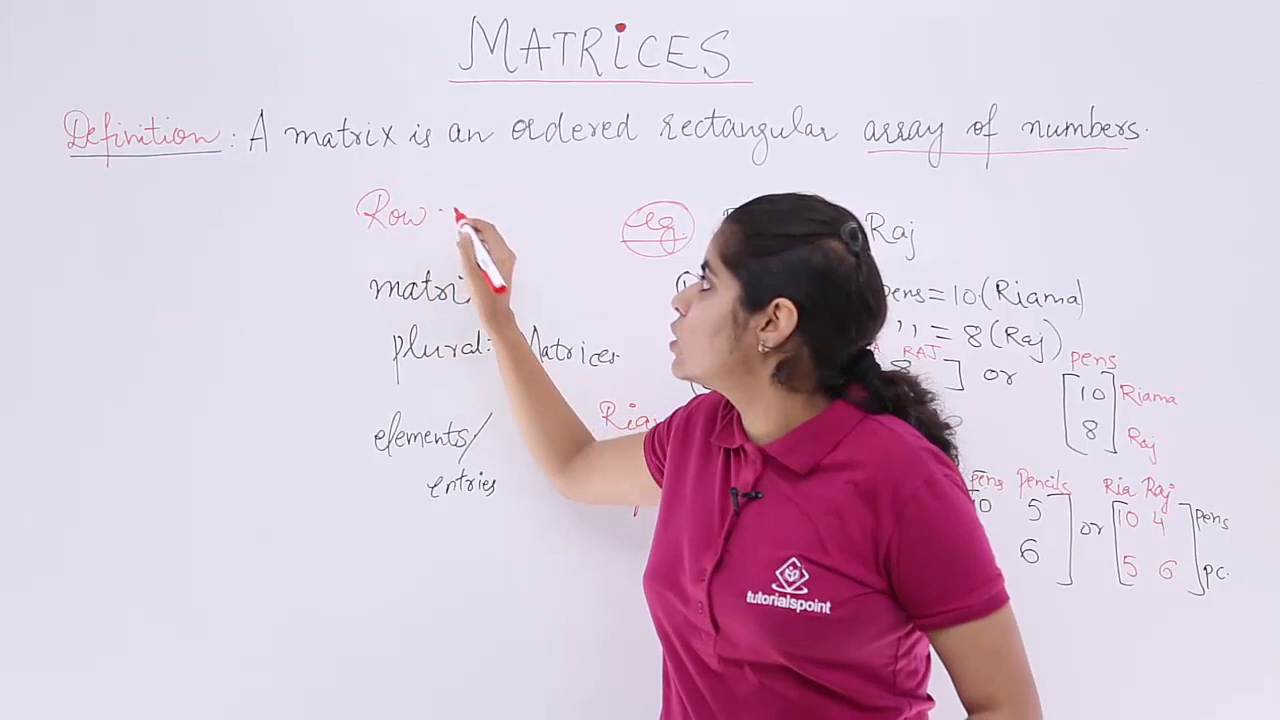 MATRICES
Definition: A matrix is an ordered rectangular array of numbers.
Row
eg. Raj
pens = 10 (Riama)
plural: Matrices
,, = 8 (Raj)
RAJ
8 ] or
pens
[10 Riama
8] Raj
elements/
entries
pens Pencils
10 5
6 ] or
Ria Raj
[10 4 pens
5 6] pc.
tutorialspoint